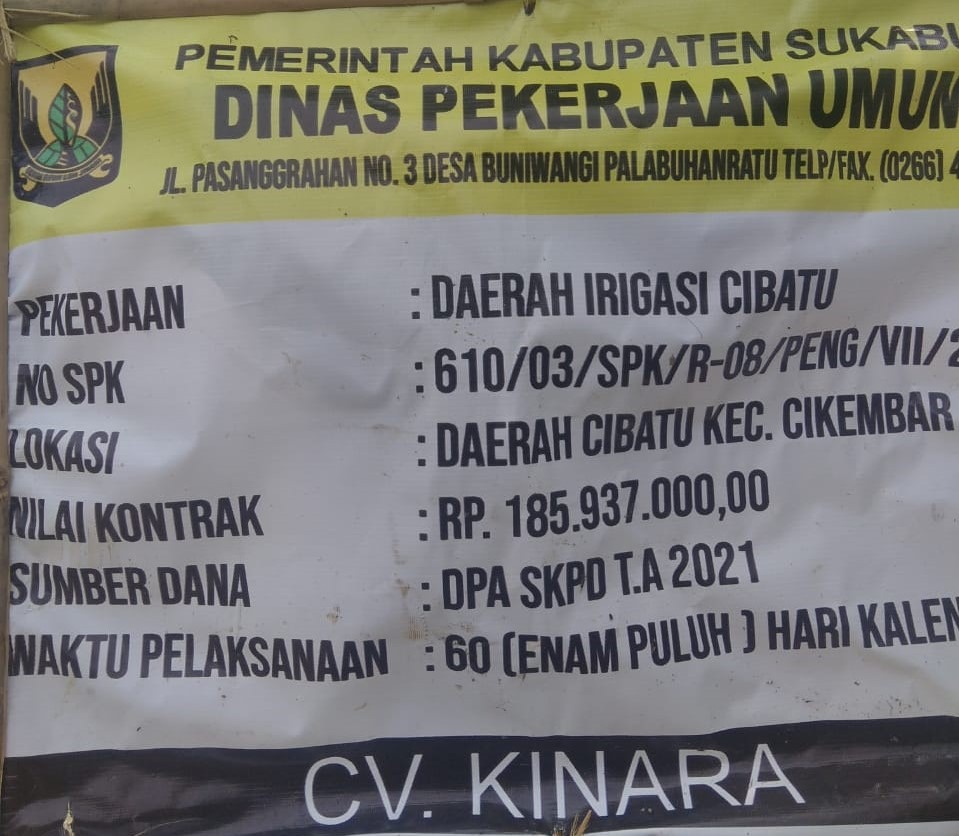 PEMERINTAH KABUPATEN SUKABU
DINAS PEKERJAAN UMUM
JL. PASANGGRAHAN NO. 3 DESA BUNIWANGI PALABUHANRATU TELP/FAX. (0266) 4
PEKERJAAN : DAERAH IRIGASI CIBATU
NO SPK : 610/03/SPK/R-08/PENG/VII/2
LOKASI : DAERAH CIBATU KEC. CIKEMBAR
NILAI KONTRAK : RP. 185.937.000,00
SUMBER DANA : DPA SKPD T.A 2021
WAKTU PELAKSANAAN : 60 (ENAM PULUH ) HARI KALEN
CV. KINARA